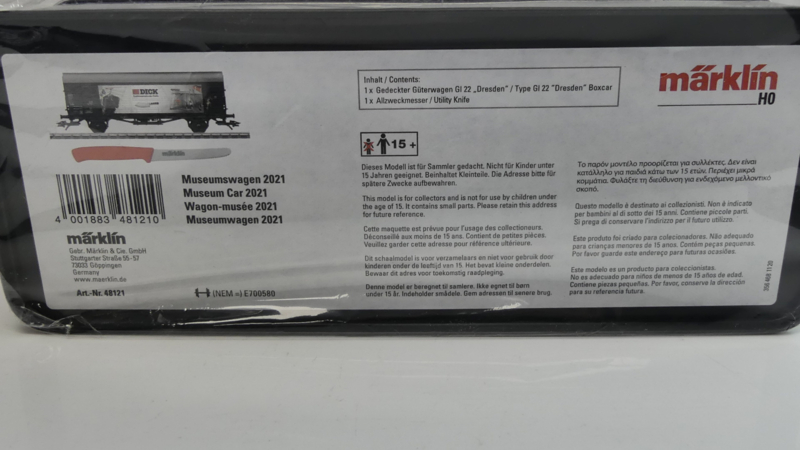 DICK
märklin
4 001883 481210
märklin
Gebr. Märklin & Cie. GmbH
Stuttgarter Straße 55-57
73033 Göppingen
Germany
www.maerklin.de
Art.-Nr. 48121
Museumswagen 2021
Museum Car 2021
Wagon-musée 2021
Museumwagen 2021
(NEM =) E700580
Inhalt / Contents:
1 x Gedeckter Güterwagen Gl 22 „Dresden" / Type Gl 22 "Dresden" Boxcar
1 x Allzweckmesser / Utility Knife
15 +
Dieses Modell ist für Sammler gedacht. Nicht für Kinder unter
15 Jahren geeignet. Beinhaltet Kleinteile. Die Adresse bitte für
spätere Zwecke aufbewahren.
This model is for collectors and is not for use by children under
the age of 15. It contains small parts. Please retain this address
for future reference.
Cette maquette est prévue pour l'usage des collectioneurs.
Déconseillé aux moins de 15 ans. Contient de petites pièces.
Veuillez garder cette adresse pour référence ultérieure.
Dit schaalmodel is voor verzamelaars en niet voor gebruik door
kinderen onder de leeftijd van 15. Het bevat kleine onderdelen.
Bewaar dit adres voor toekomstig raadpleging.
Denne model er beregnet til samlere. Ikke egnet til børn
under 15 år. Indeholder smådele. Gem adressen til senere brug.
märklin
H0
Το παρόν μοντέλο προορίζεται για συλλέκτες. Δεν είναι
κατάλληλο για παιδιά κάτω των 15 ετών. Περιέχει μικρά
κομμάτια. Φυλάξτε τη διεύθυνση για ενδεχόμενο μελλοντικό
σκοπό.
Questo modello è destinato ai collezionisti. Non è indicato
per bambini al di sotto dei 15 anni. Contiene piccole parti.
Si prega di conservare l'indirizzo per il futuro utilizzo.
Este produto foi criado para colecionadores. Não adequado
para crianças menores de 15 anos. Contém peças pequenas.
Por favor guardar este endereço para futuras ocasiões.
Este modelo es un producto para coleccionistas.
No es adequado para niños de menos de 15 años de edad.
Contiene piezas pequeñas. Por favor, conserve la dirección
para su referencia futura.